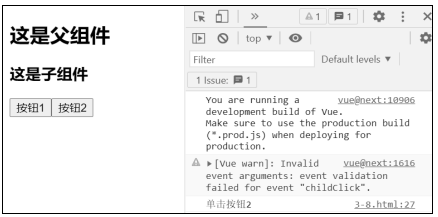 这是父组件
这是子组件
按钮1 按钮2
» 1 1
top ▼
Filter Default levels ▼
1 Issue: 1
You are running a vue@next:10906
development build of Vue.
Make sure to use the production build
(*.prod.js) when deploying for
production.
▶[Vue warn]: Invalid vue@next:1616
event arguments: event validation
failed for event "childClick".
单击按钮2 3-8.html:27